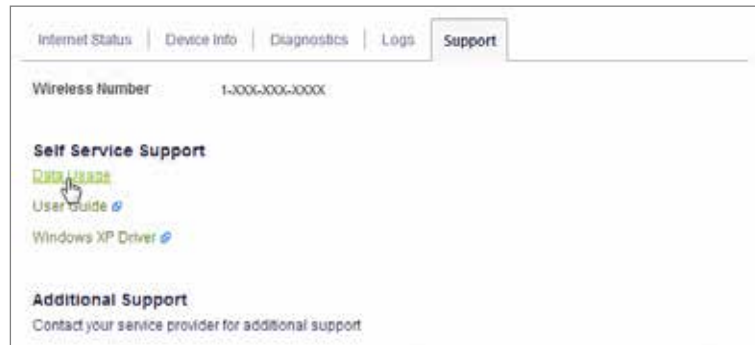 Internet Status | Device Info | Diagnostics | Logs Support
Wireless Number 1-XXX-XXX-XXXX
Self Service Support
Data Usage
User Guide
Windows XP Driver
Additional Support
Contact your service provider for additional support